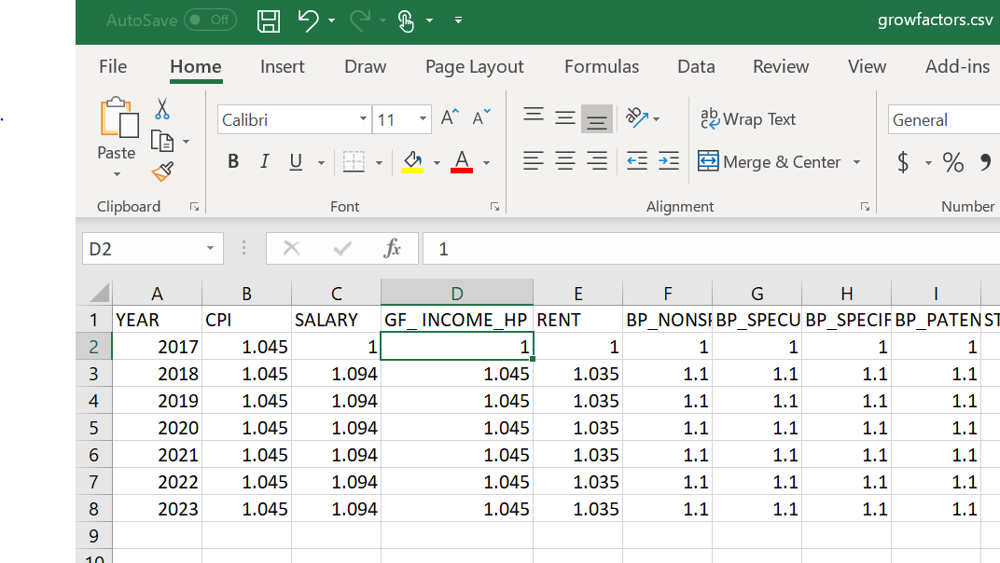 AutoSave Off growfactors.csv
File Home Insert Draw Page Layout Formulas Data Review View Add-ins
Calibri 11 A A ab Wrap Text General
Paste B I U A Merge & Center $ % ,
Clipboard Font Alignment Number
D2 fx 1
A B C D E F G H I
1 YEAR CPI SALARY GF_ INCOME_HP RENT BP_NONSF BP_SPECU BP_SPECIF BP_PATEN ST
2 2017 1.045 1 1 1 1 1 1 1
3 2018 1.045 1.094 1.045 1.035 1.1 1.1 1.1 1.1
4 2019 1.045 1.094 1.045 1.035 1.1 1.1 1.1 1.1
5 2020 1.045 1.094 1.045 1.035 1.1 1.1 1.1 1.1
6 2021 1.045 1.094 1.045 1.035 1.1 1.1 1.1 1.1
7 2022 1.045 1.094 1.045 1.035 1.1 1.1 1.1 1.1
8 2023 1.045 1.094 1.045 1.035 1.1 1.1 1.1 1.1
9
10